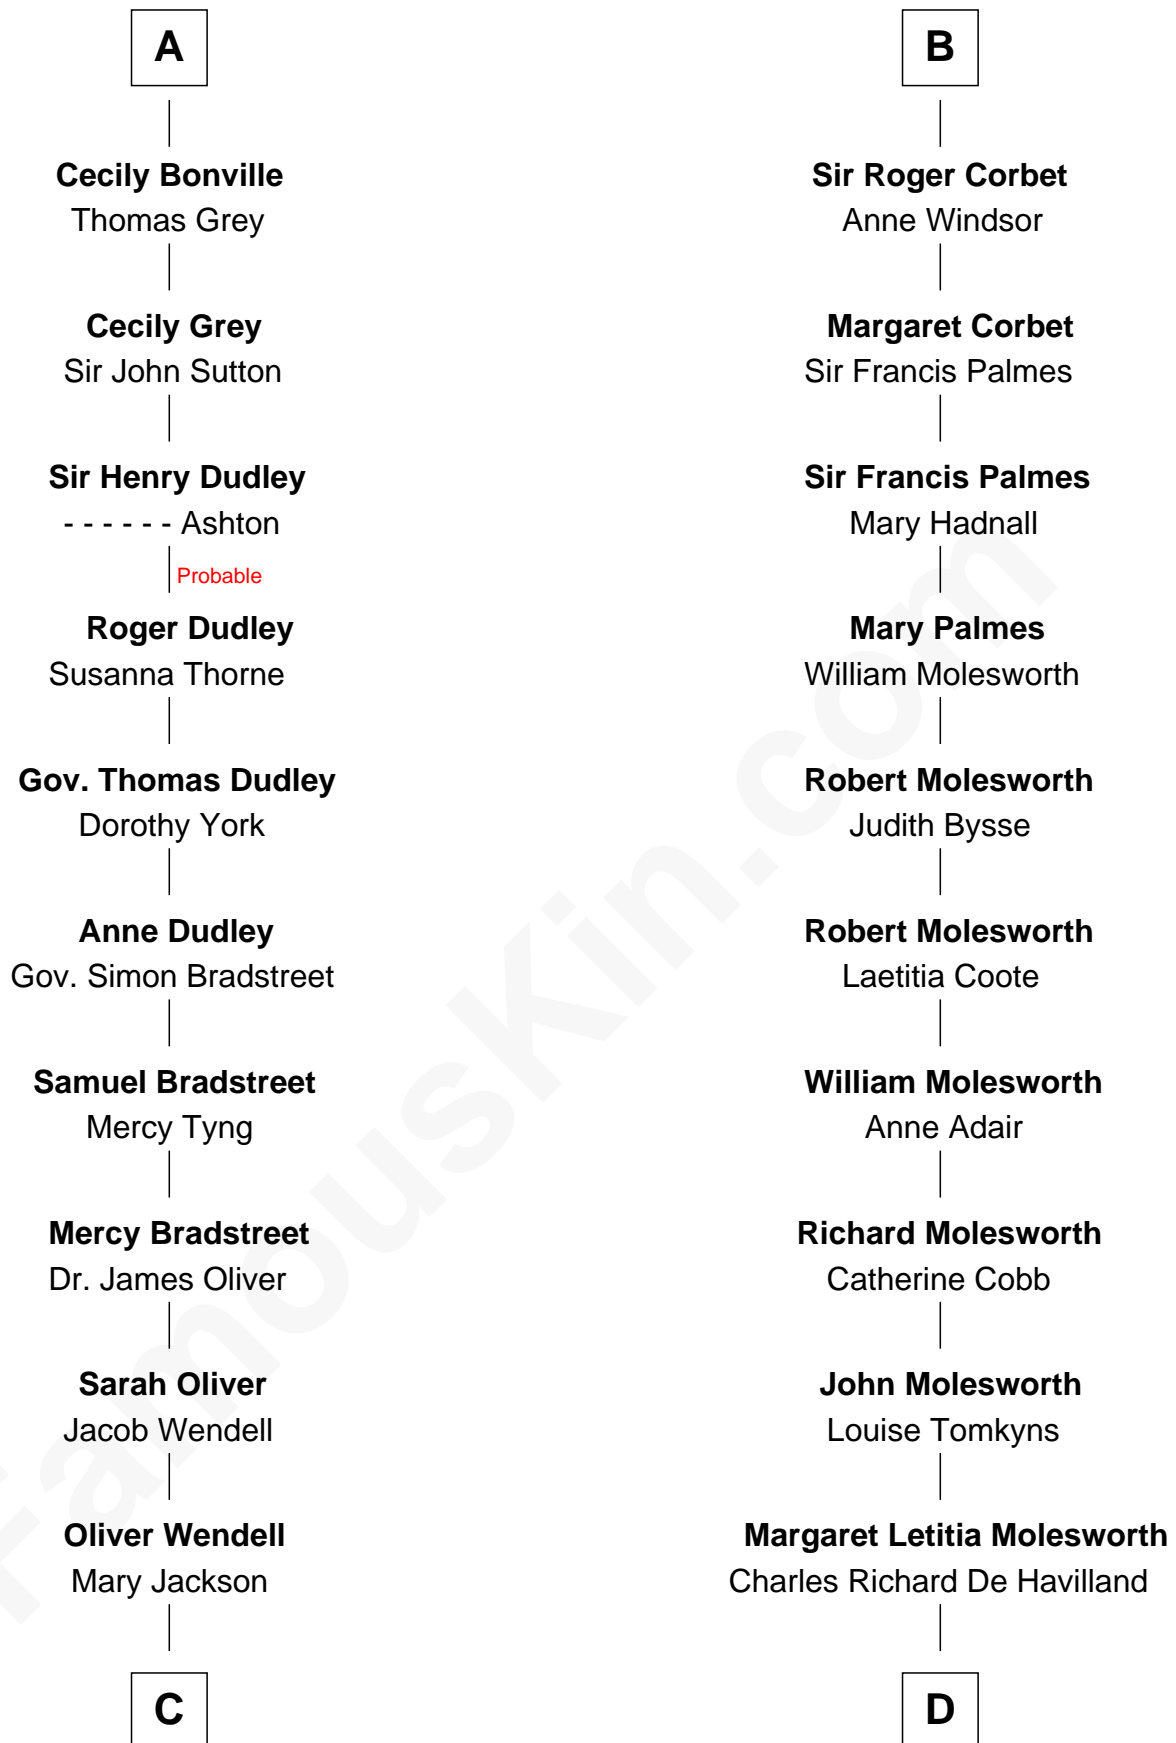 A
Cecily Bonville
Thomas Grey
Cecily Grey
Sir John Sutton
Sir Henry Dudley
- - - - - - Ashton
Probable
Roger Dudley
Susanna Thorne
Gov. Thomas Dudley
Dorothy York
Anne Dudley
Gov. Simon Bradstreet
Samuel Bradstreet
Mercy Tyng
Mercy Bradstreet
Dr. James Oliver
Sarah Oliver
Jacob Wendell
Oliver Wendell
Mary Jackson
C
B
Sir Roger Corbet
Anne Windsor
Margaret Corbet
Sir Francis Palmes
Sir Francis Palmes
Mary Hadnall
Mary Palmes
William Molesworth
Robert Molesworth
Judith Bysse
Robert Molesworth
Laetitia Coote
William Molesworth
Anne Adair
Richard Molesworth
Catherine Cobb
John Molesworth
Louise Tomkyns
Margaret Letitia Molesworth
Charles Richard De Havilland
D
FamousKin.com